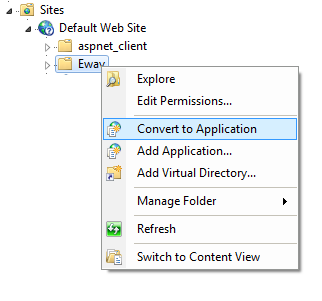 Sites
Default Web Site
aspnet_client
Eway
Explore
Edit Permissions...
Convert to Application
Add Application...
Add Virtual Directory...
Manage Folder
Refresh
Switch to Content View